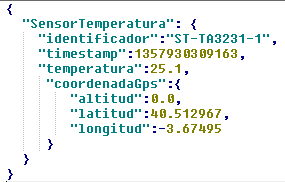 {
"SensorTemperatura": {
"identificador":"ST-TA3231-1",
"timestamp":1357930309163,
"temperatura":25.1,
"coordenadaGps":{
"altitud":0.0,
"latitud":40.512967,
"longitud":-3.67495
}
}
}